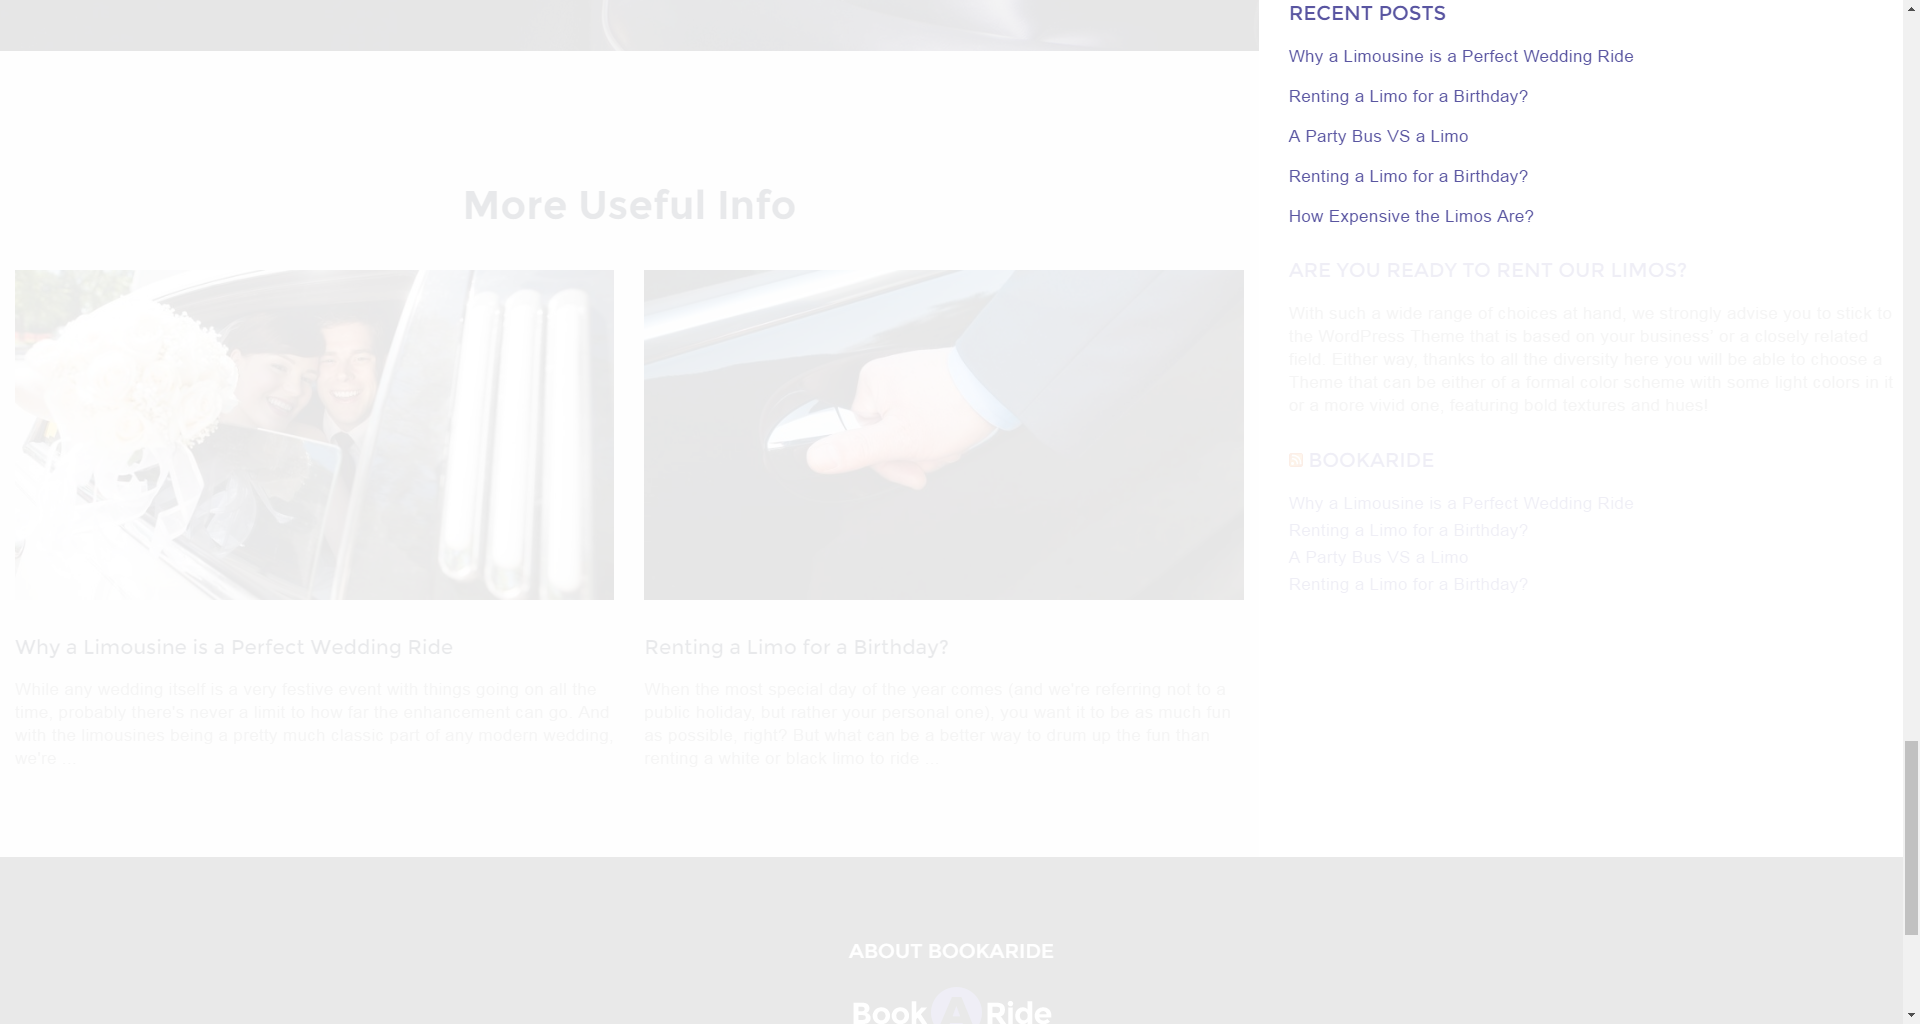 RECENT POSTS
Why a Limousine is a Perfect Wedding Ride
Renting a Limo for a Birthday?
A Party Bus VS a Limo
Renting a Limo for a Birthday?
How Expensive the Limos Are?
ARE YOU READY TO RENT OUR LIMOS?
With such a wide range of choices at hand, we strongly advise you to stick to
the WordPress Theme that is based on your business' or a closely related
field. Either way, thanks to all the diversity here you will be able to choose a
Theme that can be either of a formal color scheme with some light colors in it
or a more vivid one, featuring bold textures and hues!
BOOKARIDE
Why a Limousine is a Perfect Wedding Ride
Renting a Limo for a Birthday?
A Party Bus VS a Limo
Renting a Limo for a Birthday?
More Useful Info
Why a Limousine is a Perfect Wedding Ride
While any wedding itself is a very festive event with things going on all the
time, probably there's never a limit to how far the enhancement can go. And
with the limousines being a pretty much classic part of any modern wedding,
we're…
Renting a Limo for a Birthday?
When the most special day of the year comes (and we're referring not to a
public holiday, but rather your personal one), you want it to be as much fun
as possible, right? But what can be a better way to drum up the fun than
renting a white or black limo to ride
ABOUT BOOKARIDE
Book A Ride